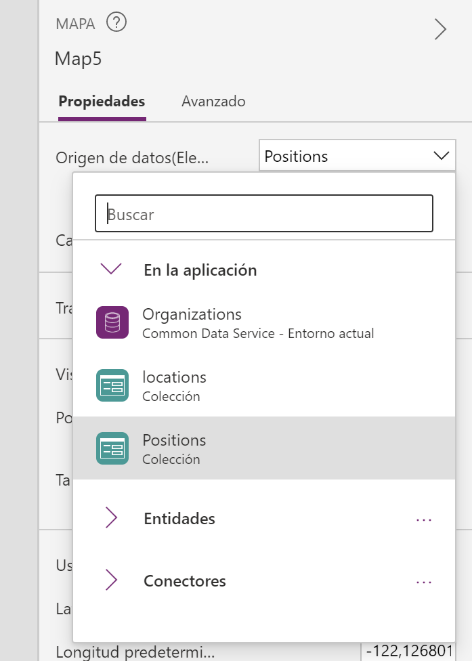 MAPA ?
Map5
Propiedades Avanzado
Origen de datos(Ele... Positions
Buscar
Ca
En la aplicación
Organizations
Common Data Service - Entorno actual
Tra
locations
Colección
Vis
Po
Positions
Colección
Ta
Entidades ...
Us
Conectores ...
La
Longitud predetermi... -122,126801